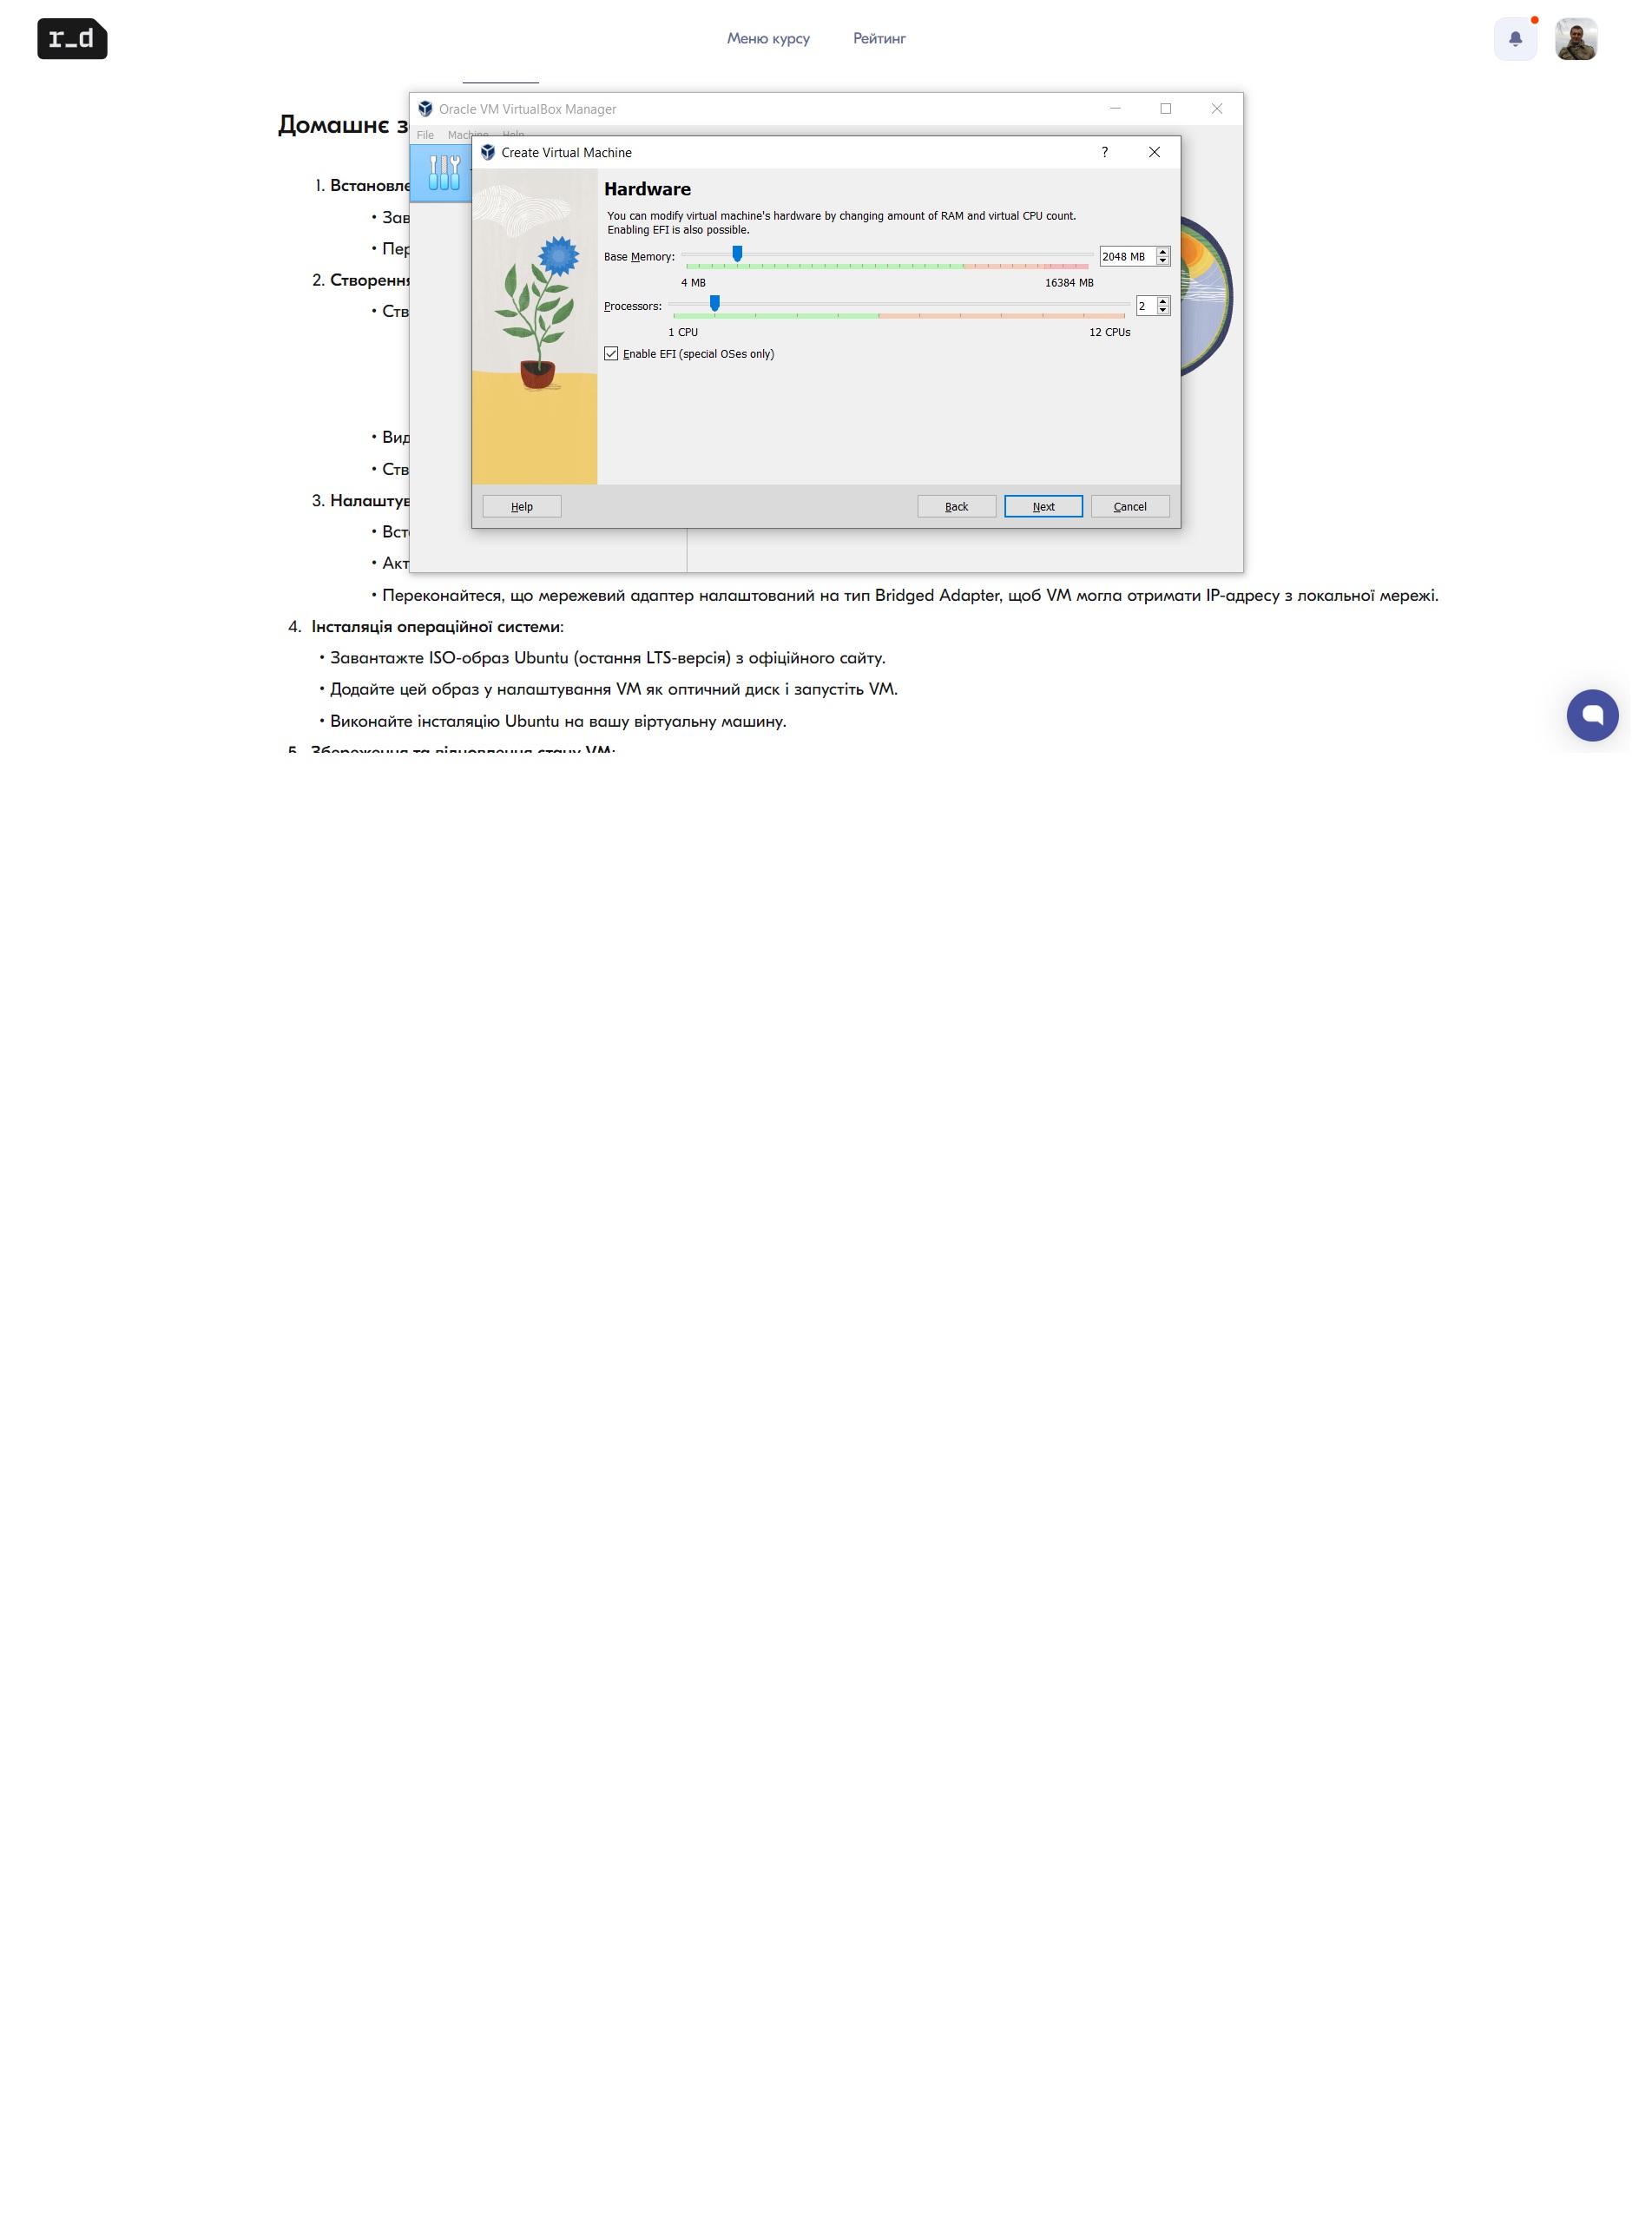 r_d
Меню курсу
Рейтинг
Домашнє з
Oracle VM VirtualBox Manager
File Machine Help
Create Virtual Machine
?
Hardware
You can modify virtual machine's hardware by changing amount of RAM and virtual CPU count.
Enabling EFI is also possible.
Base Memory:
2048 MB
4 MB
16384 MB
Processors:
2
1 CPU
12 CPUs
Enable EFI (special OSes only)
Help
Back
Next
Cancel
1. Встановле
• Зав
• Пер
2. Створення
• Ств
• Вид
• Ств
3. Налаштув
• Вст
• Акт
• Переконайтеся, що мережевий адаптер налаштований на тип Bridged Adapter, щоб VM могла отримати IP-адресу з локальної мережі.
4. Інсталяція операційної системи:
• Завантажте ISO-образ Ubuntu (остання LTS-версія) з офіційного сайту.
• Додайте цей образ у налаштування VM як оптичний диск і запустіть VM.
• Виконайте інсталяцію Ubuntu на вашу віртуальну машину.
5. Збереження та відновлення стану VM: